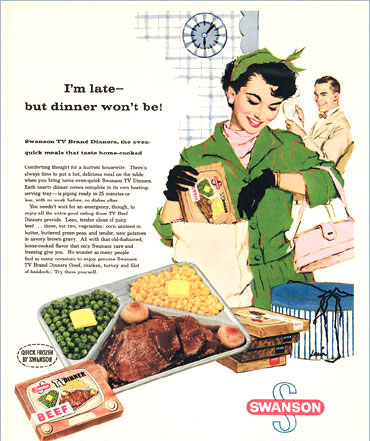 I'm late—
but dinner won't be!
Swanson TV Brand Dinners, the oven-
quick meals that taste home-cooked
Comforting thought for a hurried housewife. There's
always time to put a hot, delicious meal on the table
when you bring home oven-quick Swanson TV Dinners.
Each hearty dinner comes complete in its own heating-
serving tray—is piping ready in 25 minutes or
less, with no work before, no dishes after.
You needn't wait for an emergency, though, to
enjoy all the extra-good eating these TV Beef
Dinners provide. Lean, tender slices of juicy
beef . . . three, not two, vegetables: corn sauteed in
butter, buttered green peas, and tender, new potatoes
in savory brown gravy. All with that old-fashioned,
home-cooked flavor that only Swanson care and
treating give you. No wonder so many people
find so many occasions to enjoy genuine Swanson
TV Brand Dinners (beef, chicken, turkey and filet
of haddock). Try them yourself.
QUICK FROZEN
BY SWANSON
SWANSON
TV DINNER
BEEF
S
SWANSON